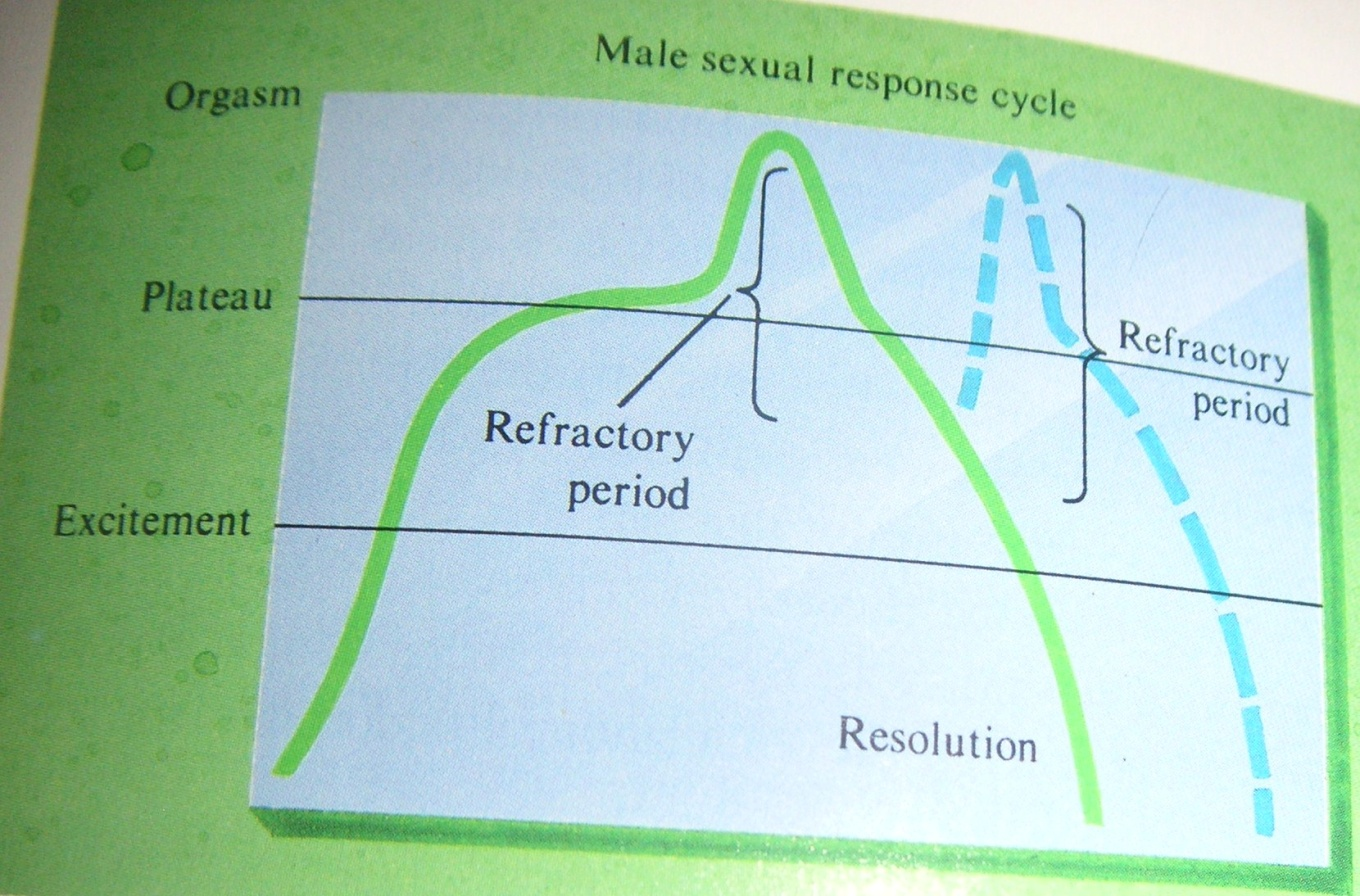 Male sexual response cycle
Orgasm
Plateau
Refractory
period
Refractory
period
Excitement
Resolution